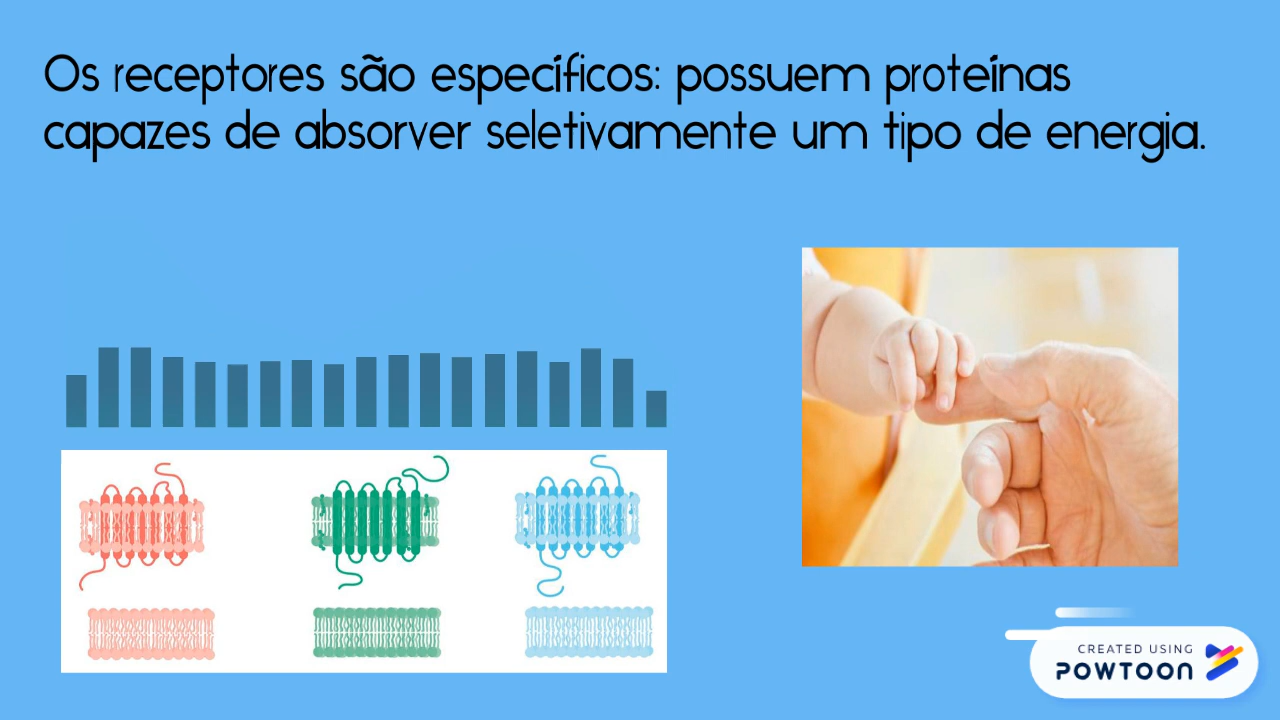 Os receptores são específicos: possuem proteínas
capazes de absorver seletivamente um tipo de energia.
CREATED USING
POWTOON